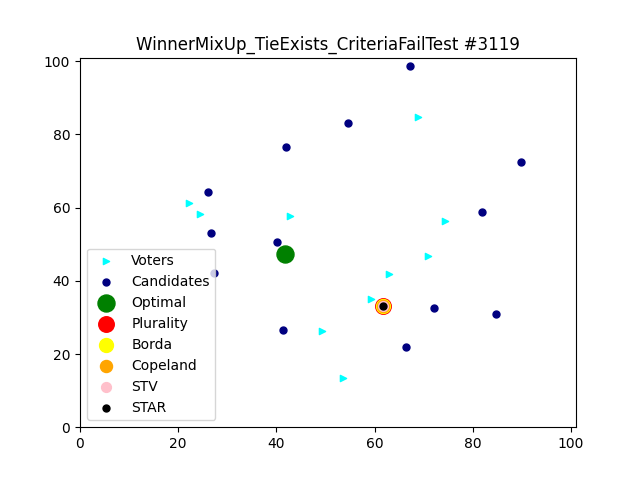 WinnerMixUp_TieExists_CriteriaFailTest #3119
100
80
60
40
20
0
Voters
Candidates
Optimal
Plurality
Borda
Copeland
STV
STAR
0 20 40 60 80 100